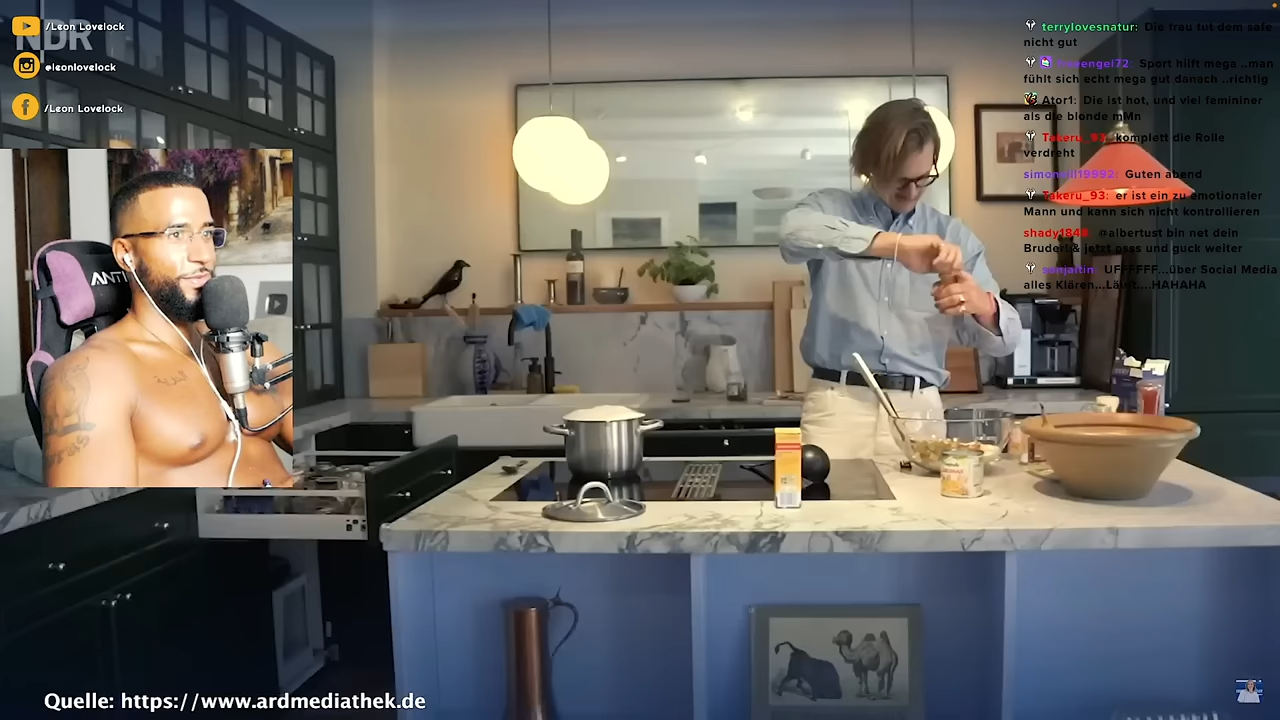 /Leon Lovelock
NDR
@leonlovelock
/Leon Lovelock
ANTI
terrylovesnatur: Die frau tut dem safe
nicht gut
Sport hilft mega ..man
fühlt sich echt mega gut danach ..richtig
Ator1: Die ist hot, und viel femininer
als die blonde mMn
Takeru_93: komplett die Rolle
verdreht
Guten abend
Takeru_93: er ist ein zu emotionaler
Mann und kann sich nicht kontrollieren
shady1848: @albertust bin net dein
Bruder! & jetzt psss und guck weiter
UFFFFFF...über Social Media
alles Klären...Läuft....HAHAHA
Quelle: https://www.ardmediathek.de